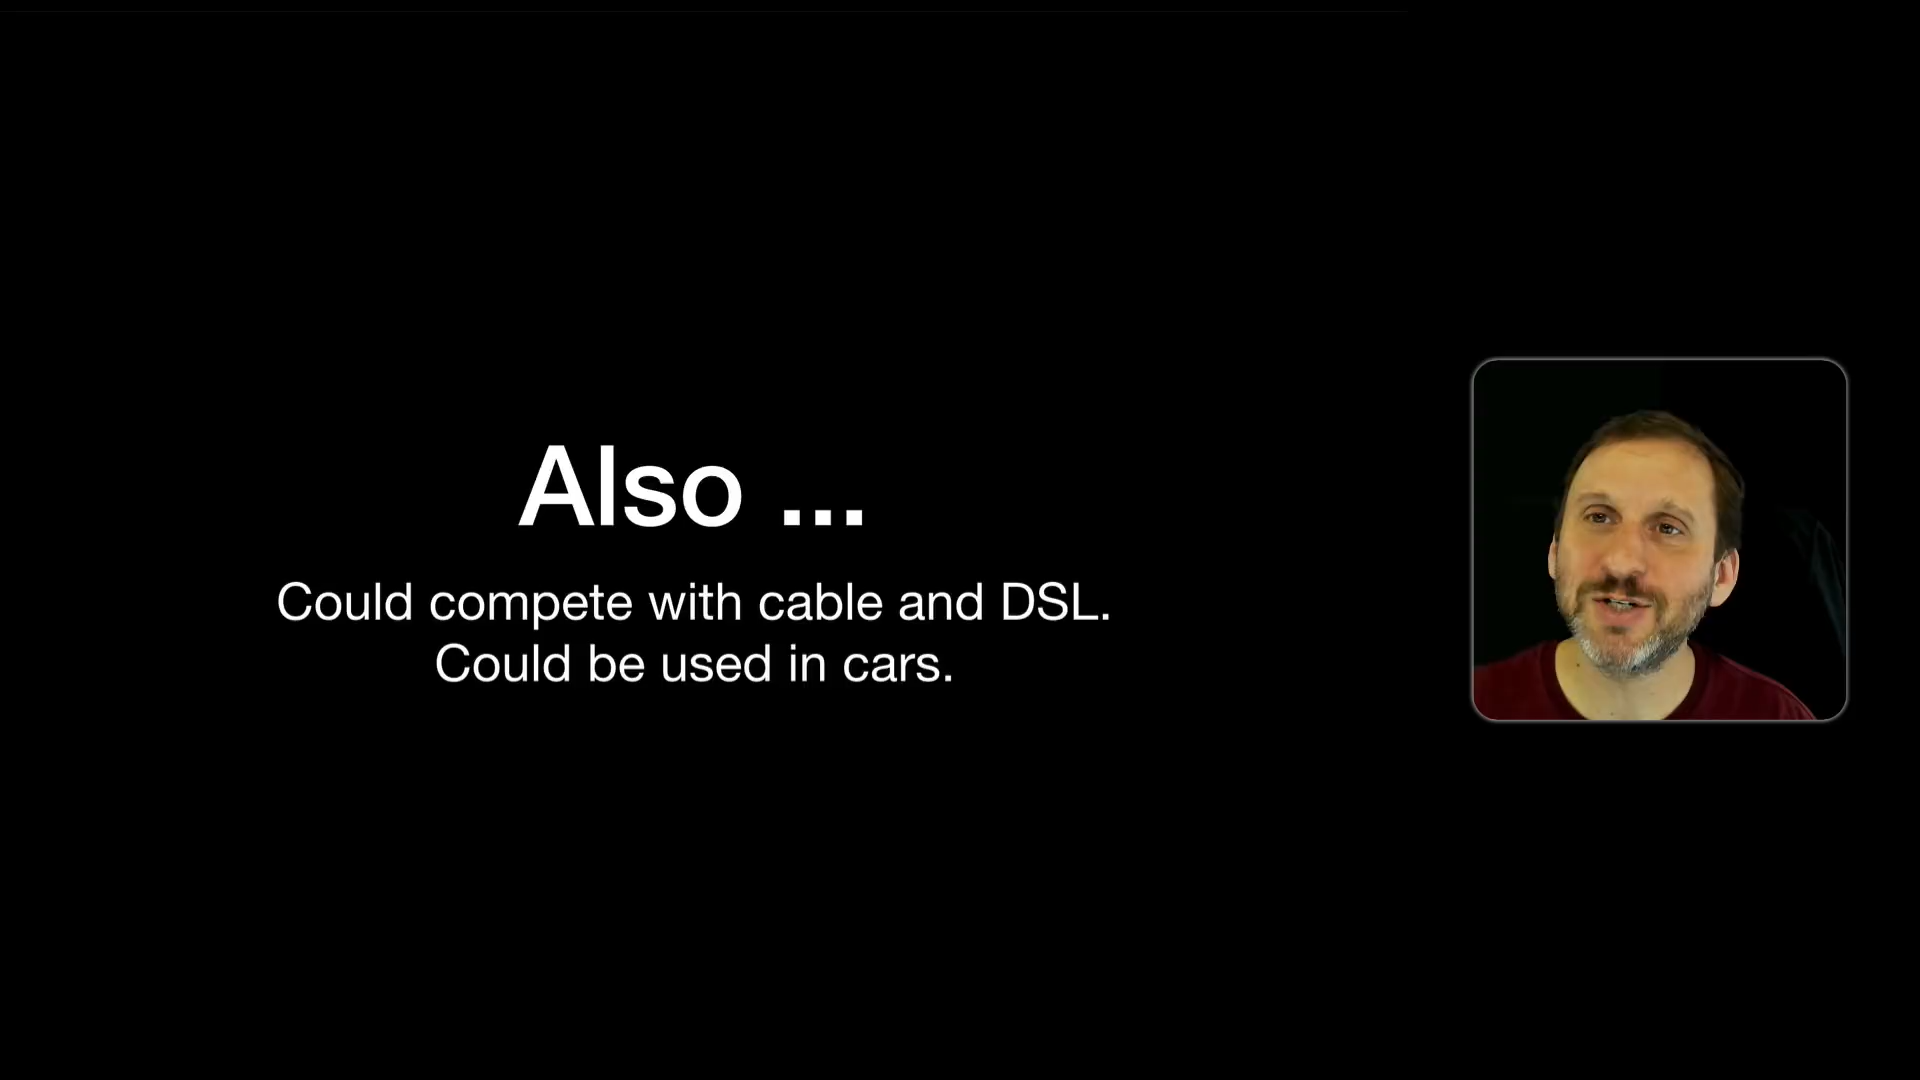 Also ...
Could compete with cable and DSL.
Could be used in cars.